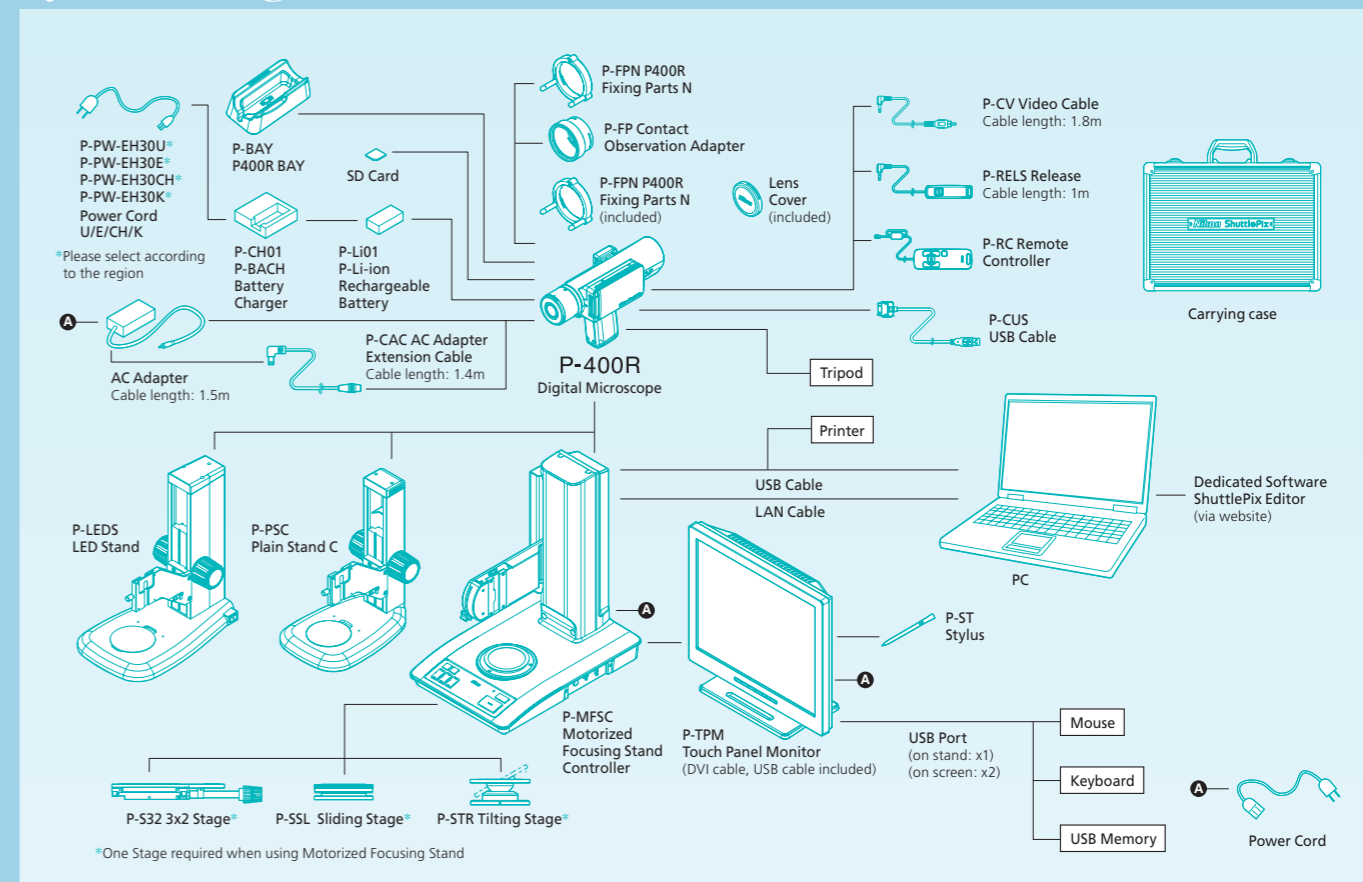 P-PW-EH30U*
P-PW-EH30E*
P-PW-EH30CH*
P-PW-EH30K*
Power Cord
U/E/CH/K
*Please select according
to the region
P-BAY
P400R BAY
SD Card
P-CH01
P-BACH
Battery
Charger
P-Li01
P-Li-ion
Rechargeable
Battery
P-FPN P400R
Fixing Parts N
P-FP Contact
Observation Adapter
P-FPN P400R
Fixing Parts N
(included)
Lens
Cover
(included)
P-CV Video Cable
Cable length: 1.8m
P-RELS Release
Cable length: 1m
P-RC Remote
Controller
P-CUS
USB Cable
Nikon ShuttlePix
Carrying case
A
AC Adapter
Cable length: 1.5m
P-CAC AC Adapter
Extension Cable
Cable length: 1.4m
P-400R
Digital Microscope
Tripod
Printer
USB Cable
LAN Cable
PC
Dedicated Software
ShuttlePix Editor
(via website)
P-LEDS
LED Stand
P-PSC
Plain Stand C
A
P-MFSC
Motorized
Focusing Stand
Controller
P-TPM
Touch Panel Monitor
(DVI cable, USB cable included)
P-ST
Stylus
A
USB Port
(on stand: x1)
(on screen: x2)
Mouse
Keyboard
USB Memory
A
Power Cord
P-S32 3x2 Stage*
P-SSL Sliding Stage*
P-STR Tilting Stage*
*One Stage required when using Motorized Focusing Stand